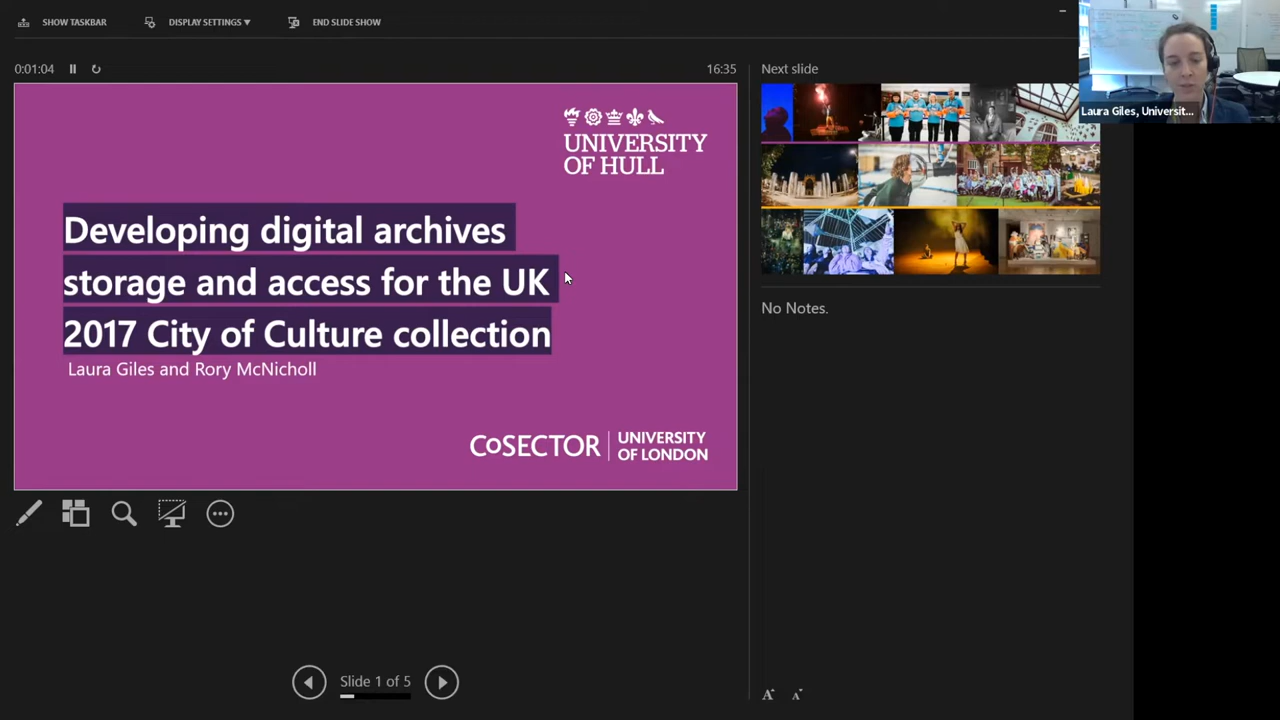 SHOW TASKBAR
DISPLAY SETTINGS ▾
END SLIDE SHOW
0:01:04
16:35
Next slide
Laura Giles, Universit...
UNIVERSITY
OF HULL
Developing digital archives
storage and access for the UK
2017 City of Culture collection
Laura Giles and Rory McNicholl
COSECTOR
UNIVERSITY
OF LONDON
No Notes.
Slide 1 of 5
A A